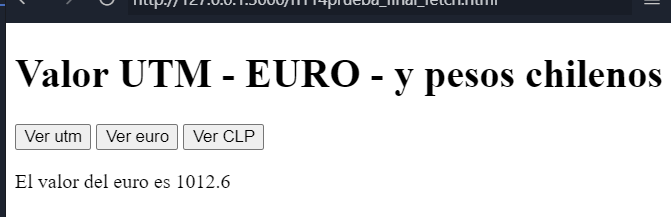 Valor UTM - EURO - y pesos chilenos
Ver utm Ver euro Ver CLP
El valor del euro es 1012.6